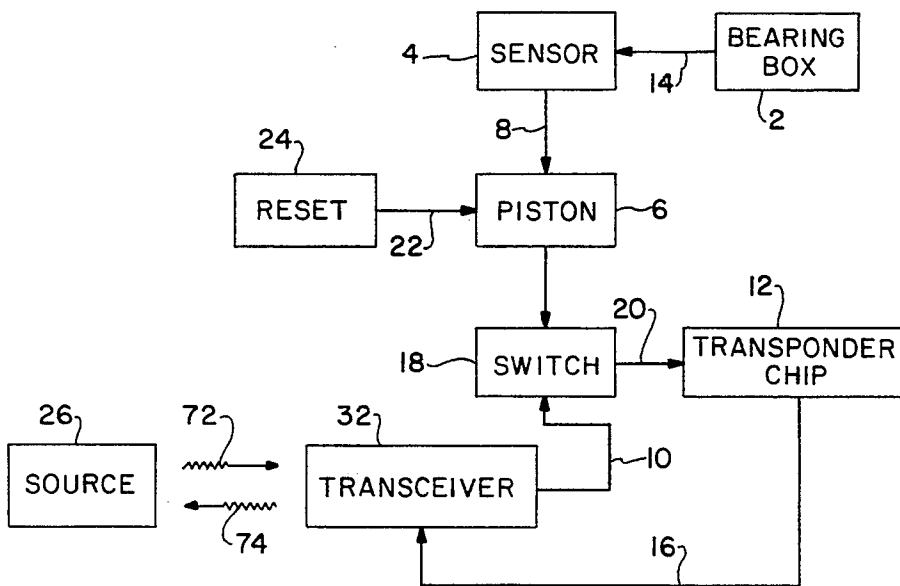 4
SENSOR
14
BEARING
BOX
2
8
24
RESET
22
PISTON
6
18
SWITCH
20
12
TRANSPONDER
CHIP
26
SOURCE
72
74
32
TRANSCEIVER
10
16